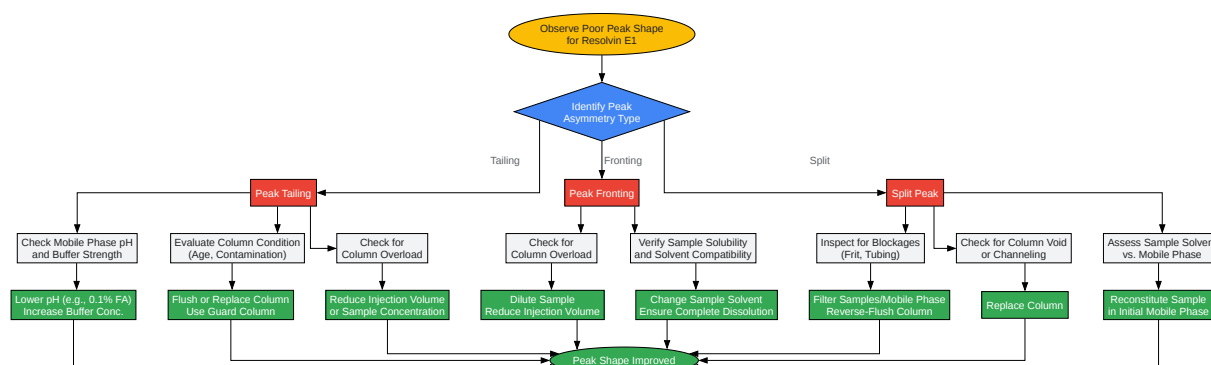 Observe Poor Peak Shape
for Resolvin E1
Identify Peak
Asymmetry Type
Tailing
Fronting
Split
Peak Tailing
Peak Fronting
Split Peak
Check Mobile Phase pH
and Buffer Strength
Evaluate Column Condition
(Age, Contamination)
Check for
Column Overload
Check for
Column Overload
Verify Sample Solubility
and Solvent Compatibility
Inspect for Blockages
(Frit, Tubing)
Check for Column Void
or Channeling
Assess Sample Solvent
vs. Mobile Phase
Lower pH (e.g., 0.1% FA)
Increase Buffer Conc.
Flush or Replace Column
Use Guard Column
Reduce Injection Volume
or Sample Concentration
Dilute Sample
Reduce Injection Volume
Change Sample Solvent
Ensure Complete Dissolution
Filter Samples/Mobile Phase
Reverse-Flush Column
Replace Column
Reconstitute Sample
in Initial Mobile Phase
Peak Shape Improved